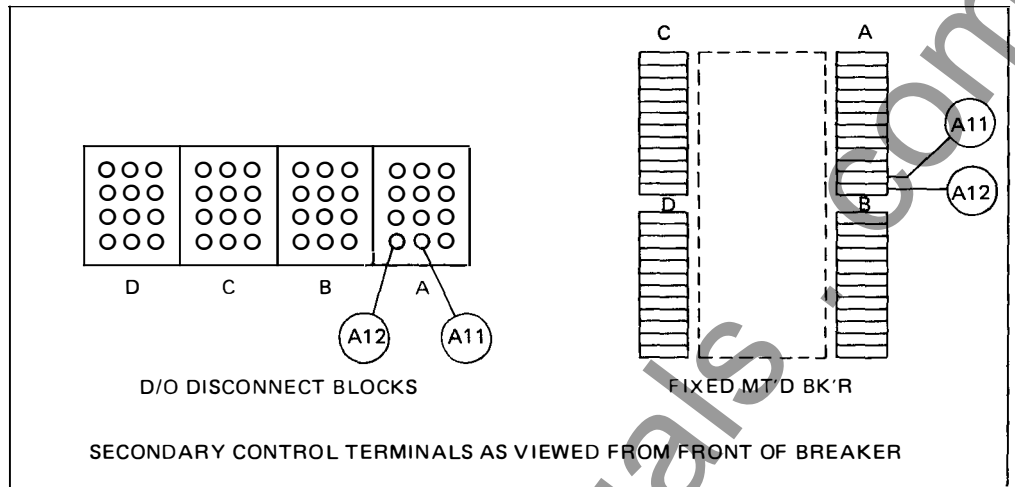 C A
A11
A12
D B
D C B A
A12 A11
D/O DISCONNECT BLOCKS
FIXED MT'D BK'R
SECONDARY CONTROL TERMINALS AS VIEWED FROM FRONT OF BREAKER